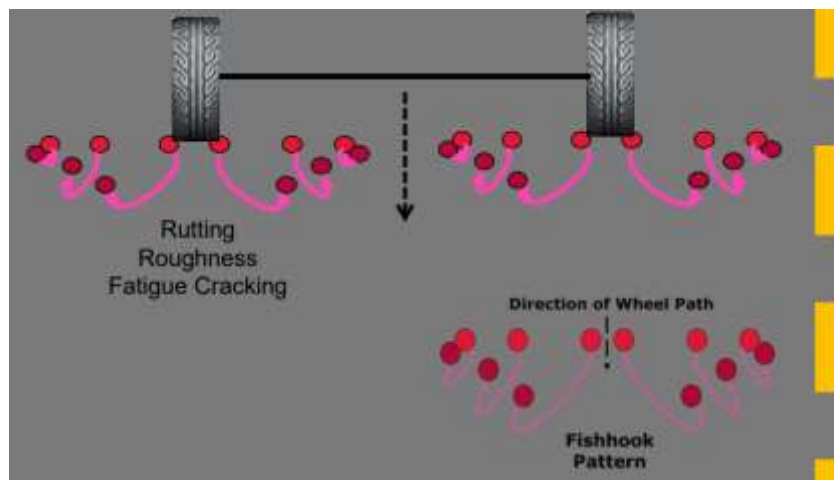 Rutting
Roughness
Fatigue Cracking
Direction of Wheel Path
Fishhook
Pattern